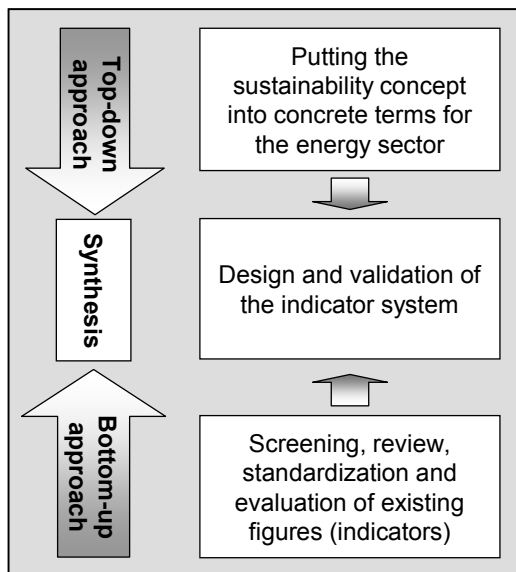 Top-down
approach
Putting the
sustainability concept
into concrete terms for
the energy sector
Synthesis
Design and validation of
the indicator system
Bottom-up
approach
Screening, review,
standardization and
evaluation of existing
figures (indicators)